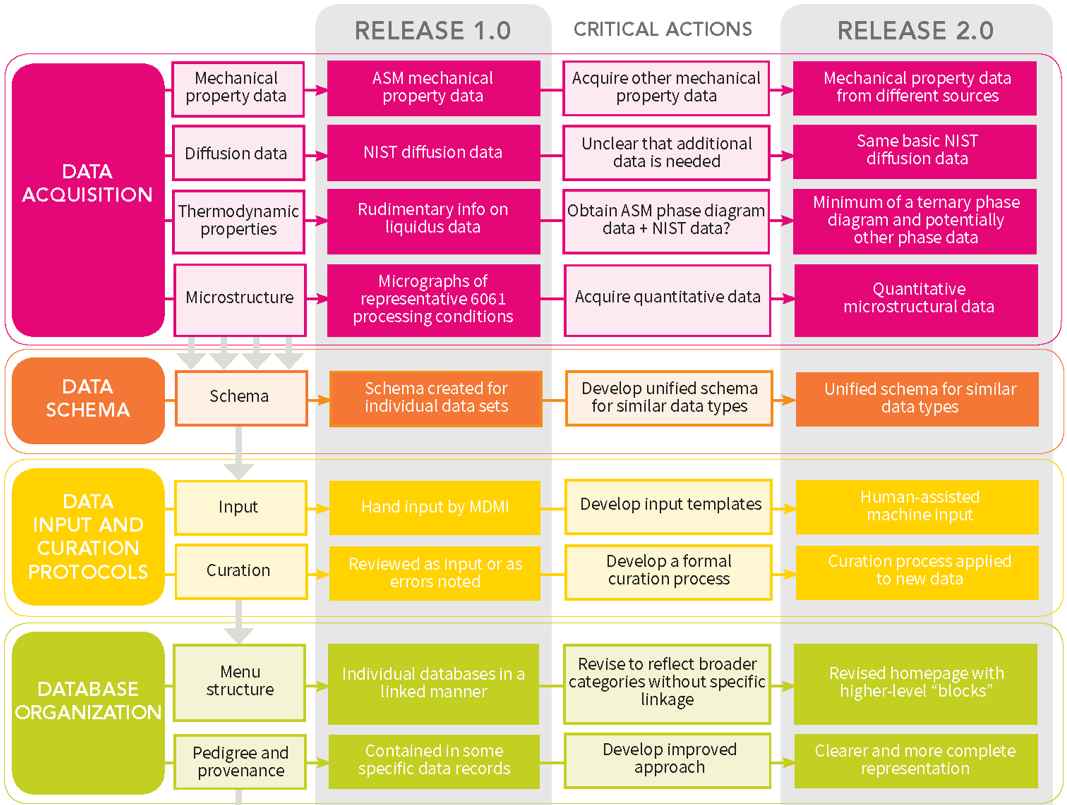 RELEASE 1.0
CRITICAL ACTIONS
RELEASE 2.0
DATA
ACQUISITION
Mechanical
property data
ASM mechanical
property data
Acquire other mechanical
property data
Mechanical property data
from different sources
Diffusion data
NIST diffusion data
Unclear that additional
data is needed
Same basic NIST
diffusion data
Thermodynamic
properties
Rudimentary info on
liquidus data
Obtain ASM phase diagram
data + NIST data?
Minimum of a ternary phase
diagram and potentially
other phase data
Microstructure
Micrographs of
representative 6061
processing conditions
Acquire quantitative data
Quantitative
microstructural data
DATA
SCHEMA
Schema
Schema created for
individual data sets
Develop unified schema
for similar data types
Unified schema for similar
data types
DATA
INPUT AND
CURATION
PROTOCOLS
Input
Hand input by MDMI
Develop input templates
Human-assisted
machine input
Curation
Reviewed as input or as
errors noted
Develop a formal
curation process
Curation process applied
to new data
DATABASE
ORGANIZATION
Menu
structure
Individual databases in a
linked manner
Revise to reflect broader
categories without specific
linkage
Revised homepage with
higher-level “blocks”
Pedigree and
provenance
Contained in some
specific data records
Develop improved
approach
Clearer and more complete
representation